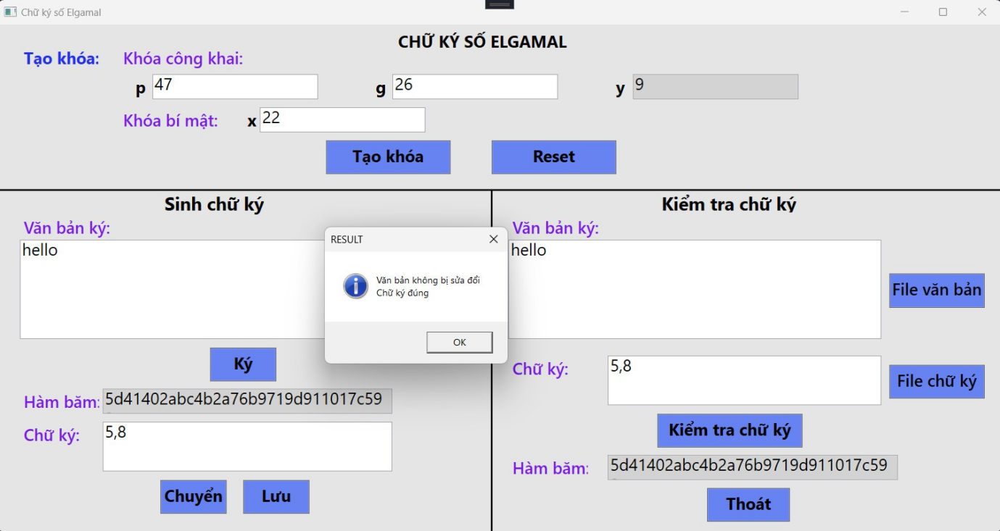 Chữ ký số Elgamal
CHỮ KÝ SỐ ELGAMAL
Tạo khóa: Khóa công khai:
p 47 g 26 y 9
Khóa bí mật: x 22
Tạo khóa Reset
Sinh chữ ký
Văn bản ký:
hello
Ký
Hàm băm: 5d41402abc4b2a76b9719d911017c59
Chữ ký: 5,8
Chuyển Lưu
RESULT
Văn bản không bị sửa đổi
Chữ ký đúng
OK
Kiểm tra chữ ký
Văn bản ký:
hello
File văn bản
Chữ ký: 5,8
File chữ ký
Kiểm tra chữ ký
Hàm băm: 5d41402abc4b2a76b9719d911017c59
Thoát